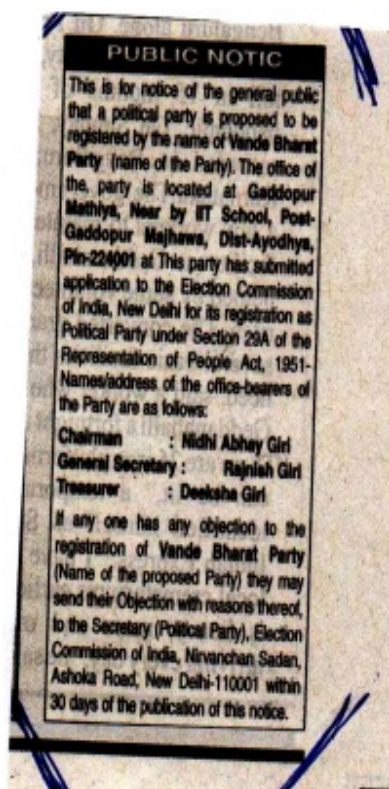 PUBLIC NOTIC
This is for notice of the general public
that a political party is proposed to be
registered by the name of Vande Bharat
Party (name of the Party). The office of
the, party is located at Gaddopur
Mathiya, Near by IIT School, Post-
Gaddopur Majhawa, Dist-Ayodhya,
Pin-224001 at This party has submitted
application to the Election Commission
of India, New Delhi for its registration as
Political Party under Section 29A of the
Representation of People Act, 1951-
Names/address of the office-bearers of
the Party are as follows:
Chairman : Nidhi Abhay Giri
General Secretary : Rajnish Giri
Treasurer : Deeksha Giri
If any one has any objection to the
registration of Vande Bharat Party
(Name of the proposed Party) they may
send their Objection with reasons thereof,
to the Secretary (Political Party), Election
Commission of India, Nirvanchan Sadan,
Ashoka Road, New Delhi-110001 within
30 days of the publication of this notice.